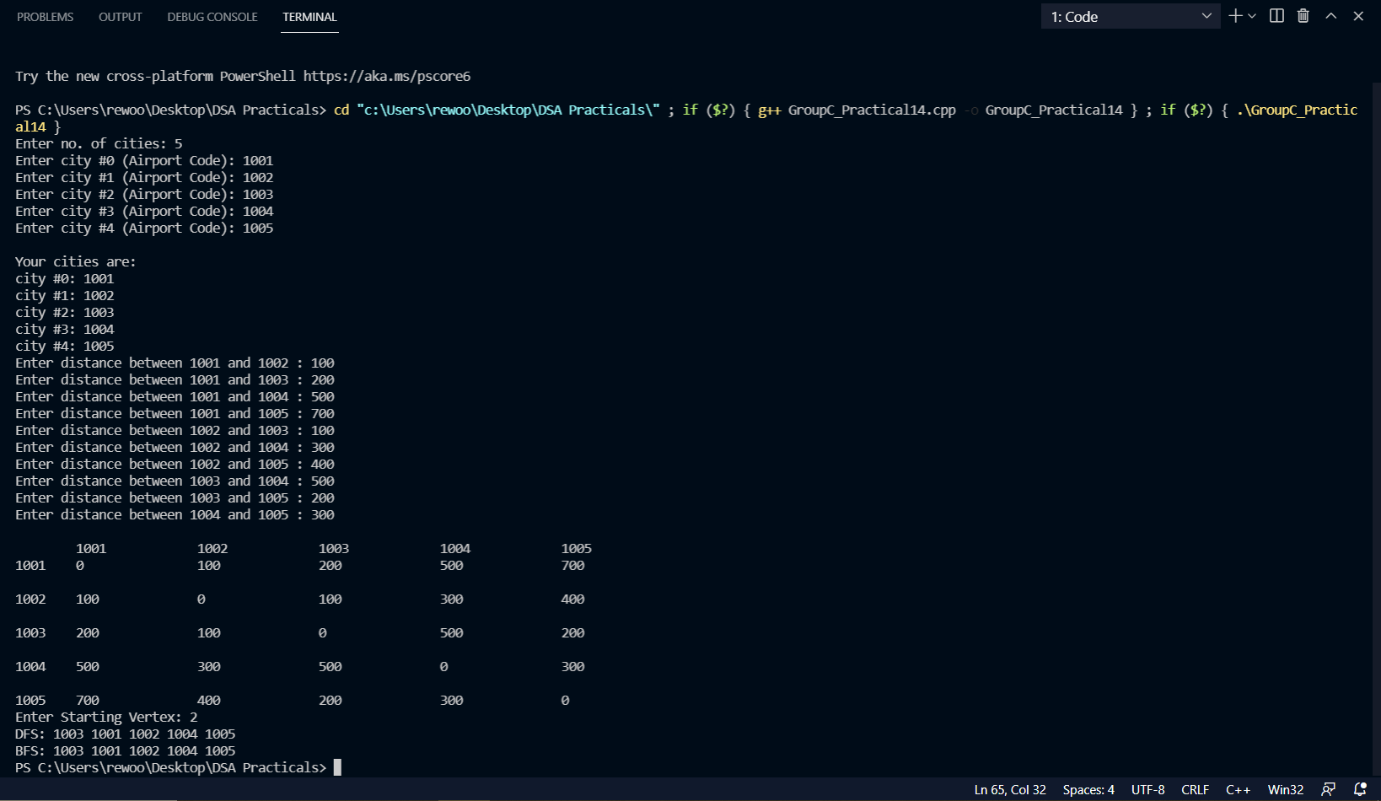 PROBLEMS OUTPUT DEBUG CONSOLE TERMINAL 1: Code
Try the new cross-platform PowerShell https://aka.ms/pscore6
PS C:\Users\rewoo\Desktop\DSA Practicals> cd "c:\Users\rewoo\Desktop\DSA Practicals\" ; if ($?) { g++ GroupC_Practical14.cpp -o GroupC_Practical14 } ; if ($?) { .\GroupC_Practic
al14 }
Enter no. of cities: 5
Enter city #0 (Airport Code): 1001
Enter city #1 (Airport Code): 1002
Enter city #2 (Airport Code): 1003
Enter city #3 (Airport Code): 1004
Enter city #4 (Airport Code): 1005
Your cities are:
city #0: 1001
city #1: 1002
city #2: 1003
city #3: 1004
city #4: 1005
Enter distance between 1001 and 1002 : 100
Enter distance between 1001 and 1003 : 200
Enter distance between 1001 and 1004 : 500
Enter distance between 1001 and 1005 : 700
Enter distance between 1002 and 1003 : 100
Enter distance between 1002 and 1004 : 300
Enter distance between 1002 and 1005 : 400
Enter distance between 1003 and 1004 : 500
Enter distance between 1003 and 1005 : 200
Enter distance between 1004 and 1005 : 300
1001 1002 1003 1004 1005
1001 0 100 200 500 700
1002 100 0 100 300 400
1003 200 100 0 500 200
1004 500 300 500 0 300
1005 700 400 200 300 0
Enter Starting Vertex: 2
DFS: 1003 1001 1002 1004 1005
BFS: 1003 1001 1002 1004 1005
PS C:\Users\rewoo\Desktop\DSA Practicals>
Ln 65, Col 32 Spaces: 4 UTF-8 CRLF C++ Win32